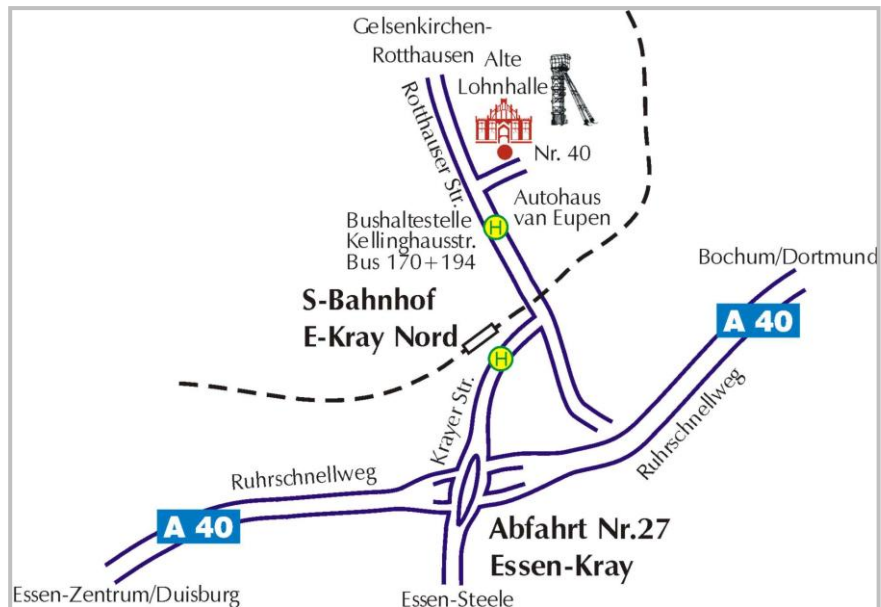 Gelsenkirchen-
Rotthausen
Alte
Lohnhalle
Rotthauser Str.
Nr. 40
Autohaus
van Eupen
Bushaltestelle
Kellinghausstr.
Bus 170+194
H
Bochum/Dortmund
A 40
S-Bahnhof
E-Kray Nord
H
Krayer Str.
Ruhrschnellweg
Ruhrschnellweg
A 40
Abfahrt Nr.27
Essen-Kray
Essen-Zentrum/Duisburg
Essen-Steele